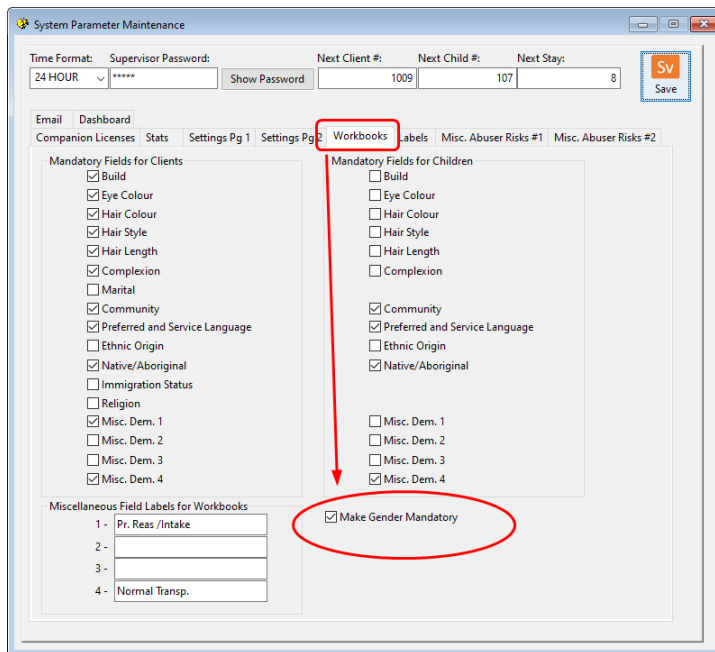 System Parameter Maintenance
Time Format: Supervisor Password: Next Client #: Next Child #: Next Stay:
24 HOUR ***** Show Password 1009 107 8 Sv
Save
Email Dashboard
Companion Licenses Stats Settings Pg 1 Settings Pg 2 Workbooks Labels Misc. Abuser Risks #1 Misc. Abuser Risks #2
Mandatory Fields for Clients
Build
Eye Colour
Hair Colour
Hair Style
Hair Length
Complexion
Marital
Community
Preferred and Service Language
Ethnic Origin
Native/Aboriginal
Immigration Status
Religion
Misc. Dem. 1
Misc. Dem. 2
Misc. Dem. 3
Misc. Dem. 4
Mandatory Fields for Children
Build
Eye Colour
Hair Colour
Hair Style
Hair Length
Complexion
Community
Preferred and Service Language
Ethnic Origin
Native/Aboriginal
Misc. Dem. 1
Misc. Dem. 2
Misc. Dem. 3
Misc. Dem. 4
Miscellaneous Field Labels for Workbooks
1 - Pr. Reas /Intake
2 -
3 -
4 - Normal Transp.
Make Gender Mandatory